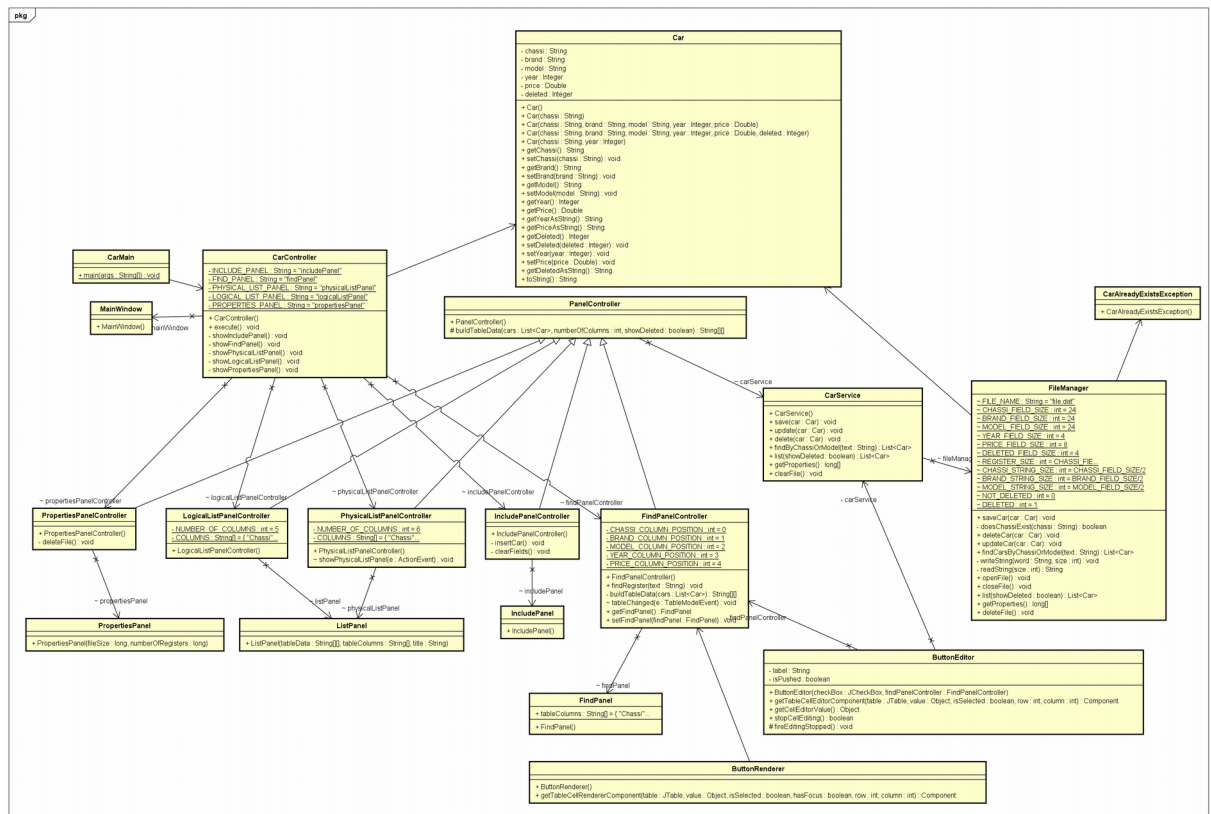 pkg
Car
- chassi : String
- brand : String
- model : String
- year : Integer
- price : Double
- deleted : Integer
+ Car()
+ Car(chassi : String)
+ Car(chassi : String, brand : String, model : String, year : Integer, price : Double)
+ Car(chassi : String, brand : String, model : String, year : Integer, price : Double, deleted : Integer)
+ Car(chassi : String, year : Integer)
+ getChassi() : String
+ setChassi(chassi : String) : void
+ getBrand() : String
+ setBrand(brand : String) : void
+ getModel() : String
+ setModel(model : String) : void
+ getYear() : Integer
+ getPrice() : Double
+ getYearAsString() : String
+ getPriceAsString() : String
+ getDeleted() : Integer
+ setDeleted(deleted : Integer) : void
+ setYear(year : Integer) : void
+ setPrice(price : Double) : void
+ getDeletedAsString() : String
+ toString() : String
CarMain
+ main(args : String[]) : void
CarController
- INCLUDE_PANEL : String = "includePanel"
- FIND_PANEL : String = "findPanel"
- PHYSICAL_LIST_PANEL : String = "physicalListPanel"
- LOGICAL_LIST_PANEL : String = "logicalListPanel"
- PROPERTIES_PANEL : String = "propertiesPanel"
+ CarController()
+ execute() : void
- showIncludePanel() : void
- showFindPanel() : void
- showPhysicalListPanel() : void
- showLogicalListPanel() : void
- showPropertiesPanel() : void
MainWindow
+ MainWindow()
mainWindow
PanelController
+ PanelController()
# buildTableData(cars : List<Car>, numberOfColumns : int, showDeleted : boolean) : String[][]
CarAlreadyExistsException
+ CarAlreadyExistsException()
~ carService
CarService
+ CarService()
+ save(car : Car) : void
+ update(car : Car) : void
+ delete(car : Car) : void
+ findByChassiOrModel(text : String) : List<Car>
+ list(showDeleted : boolean) : List<Car>
+ getProperties() : long[]
+ clearFile() : void
~ fileManag
- carService
FileManager
~ FILE_NAME : String = "file.dat"
~ CHASSI_FIELD_SIZE : int = 24
~ BRAND_FIELD_SIZE : int = 24
~ MODEL_FIELD_SIZE : int = 24
~ YEAR_FIELD_SIZE : int = 4
~ PRICE_FIELD_SIZE : int = 8
~ DELETED_FIELD_SIZE : int = 4
~ REGISTER_SIZE : int = CHASSI_FIE...
~ CHASSI_STRING_SIZE : int = CHASSI_FIELD_SIZE/2
~ BRAND_STRING_SIZE : int = BRAND_FIELD_SIZE/2
~ MODEL_STRING_SIZE : int = MODEL_FIELD_SIZE/2
~ NOT_DELETED : int = 0
~ DELETED : int = 1
+ saveCar(car : Car) : void
- doesChassiExist(chassi : String) : boolean
+ deleteCar(car : Car) : void
+ updateCar(car : Car) : void
+ findCarsByChassiOrModel(text : String) : List<Car>
- writeString(word : String, size : int) : void
- readString(size : int) : String
+ openFile() : void
+ closeFile() : void
+ list(showDeleted : boolean) : List<Car>
+ getProperties() : long[]
+ deleteFile() : void
~ propertiesPanelController
~ logicalListPanelController
~ physicalListPanelController
~ includePanelController
~ findPanelController
PropertiesPanelController
+ PropertiesPanelController()
- deleteFile() : void
LogicalListPanelController
- NUMBER_OF_COLUMNS : int = 5
- COLUMNS : String[] = { "Chassi"...
+ LogicalListPanelController()
PhysicalListPanelController
- NUMBER_OF_COLUMNS : int = 6
- COLUMNS : String[] = { "Chassi"...
+ PhysicalListPanelController()
~ showPhysicalListPanel(e : ActionEvent) : void
IncludePanelController
+ IncludePanelController()
- insertCar() : void
- clearFields() : void
FindPanelController
- CHASSI_COLUMN_POSITION : int = 0
- BRAND_COLUMN_POSITION : int = 1
- MODEL_COLUMN_POSITION : int = 2
- YEAR_COLUMN_POSITION : int = 3
- PRICE_COLUMN_POSITION : int = 4
+ FindPanelController()
+ findRegister(text : String) : void
- buildTableData(cars : List<Car>) : String[][]
~ tableChanged(e : TableModelEvent) : void
+ getFindPanel() : FindPanel
+ setFindPanel(findPanel : FindPanel) : void
findPanelController
~ propertiesPanel
~ listPanel
~ physicalListPanel
~ includePanel
PropertiesPanel
+ PropertiesPanel(fileSize : long, numberOfRegisters : long)
ListPanel
+ ListPanel(tableData : String[][], tableColumns : String[], title : String)
IncludePanel
+ IncludePanel()
~ findPanel
FindPanel
+ tableColumns : String[] = { "Chassi"...
+ FindPanel()
ButtonEditor
- label : String
- isPushed : boolean
+ ButtonEditor(checkBox : JCheckBox, findPanelController : FindPanelController)
+ getTableCellEditorComponent(table : JTable, value : Object, isSelected : boolean, row : int, column : int) : Component
+ getCellEditorValue() : Object
+ stopCellEditing() : boolean
# fireEditingStopped() : void
ButtonRenderer
+ ButtonRenderer()
+ getTableCellRendererComponent(table : JTable, value : Object, isSelected : boolean, hasFocus : boolean, row : int, column : int) : Component